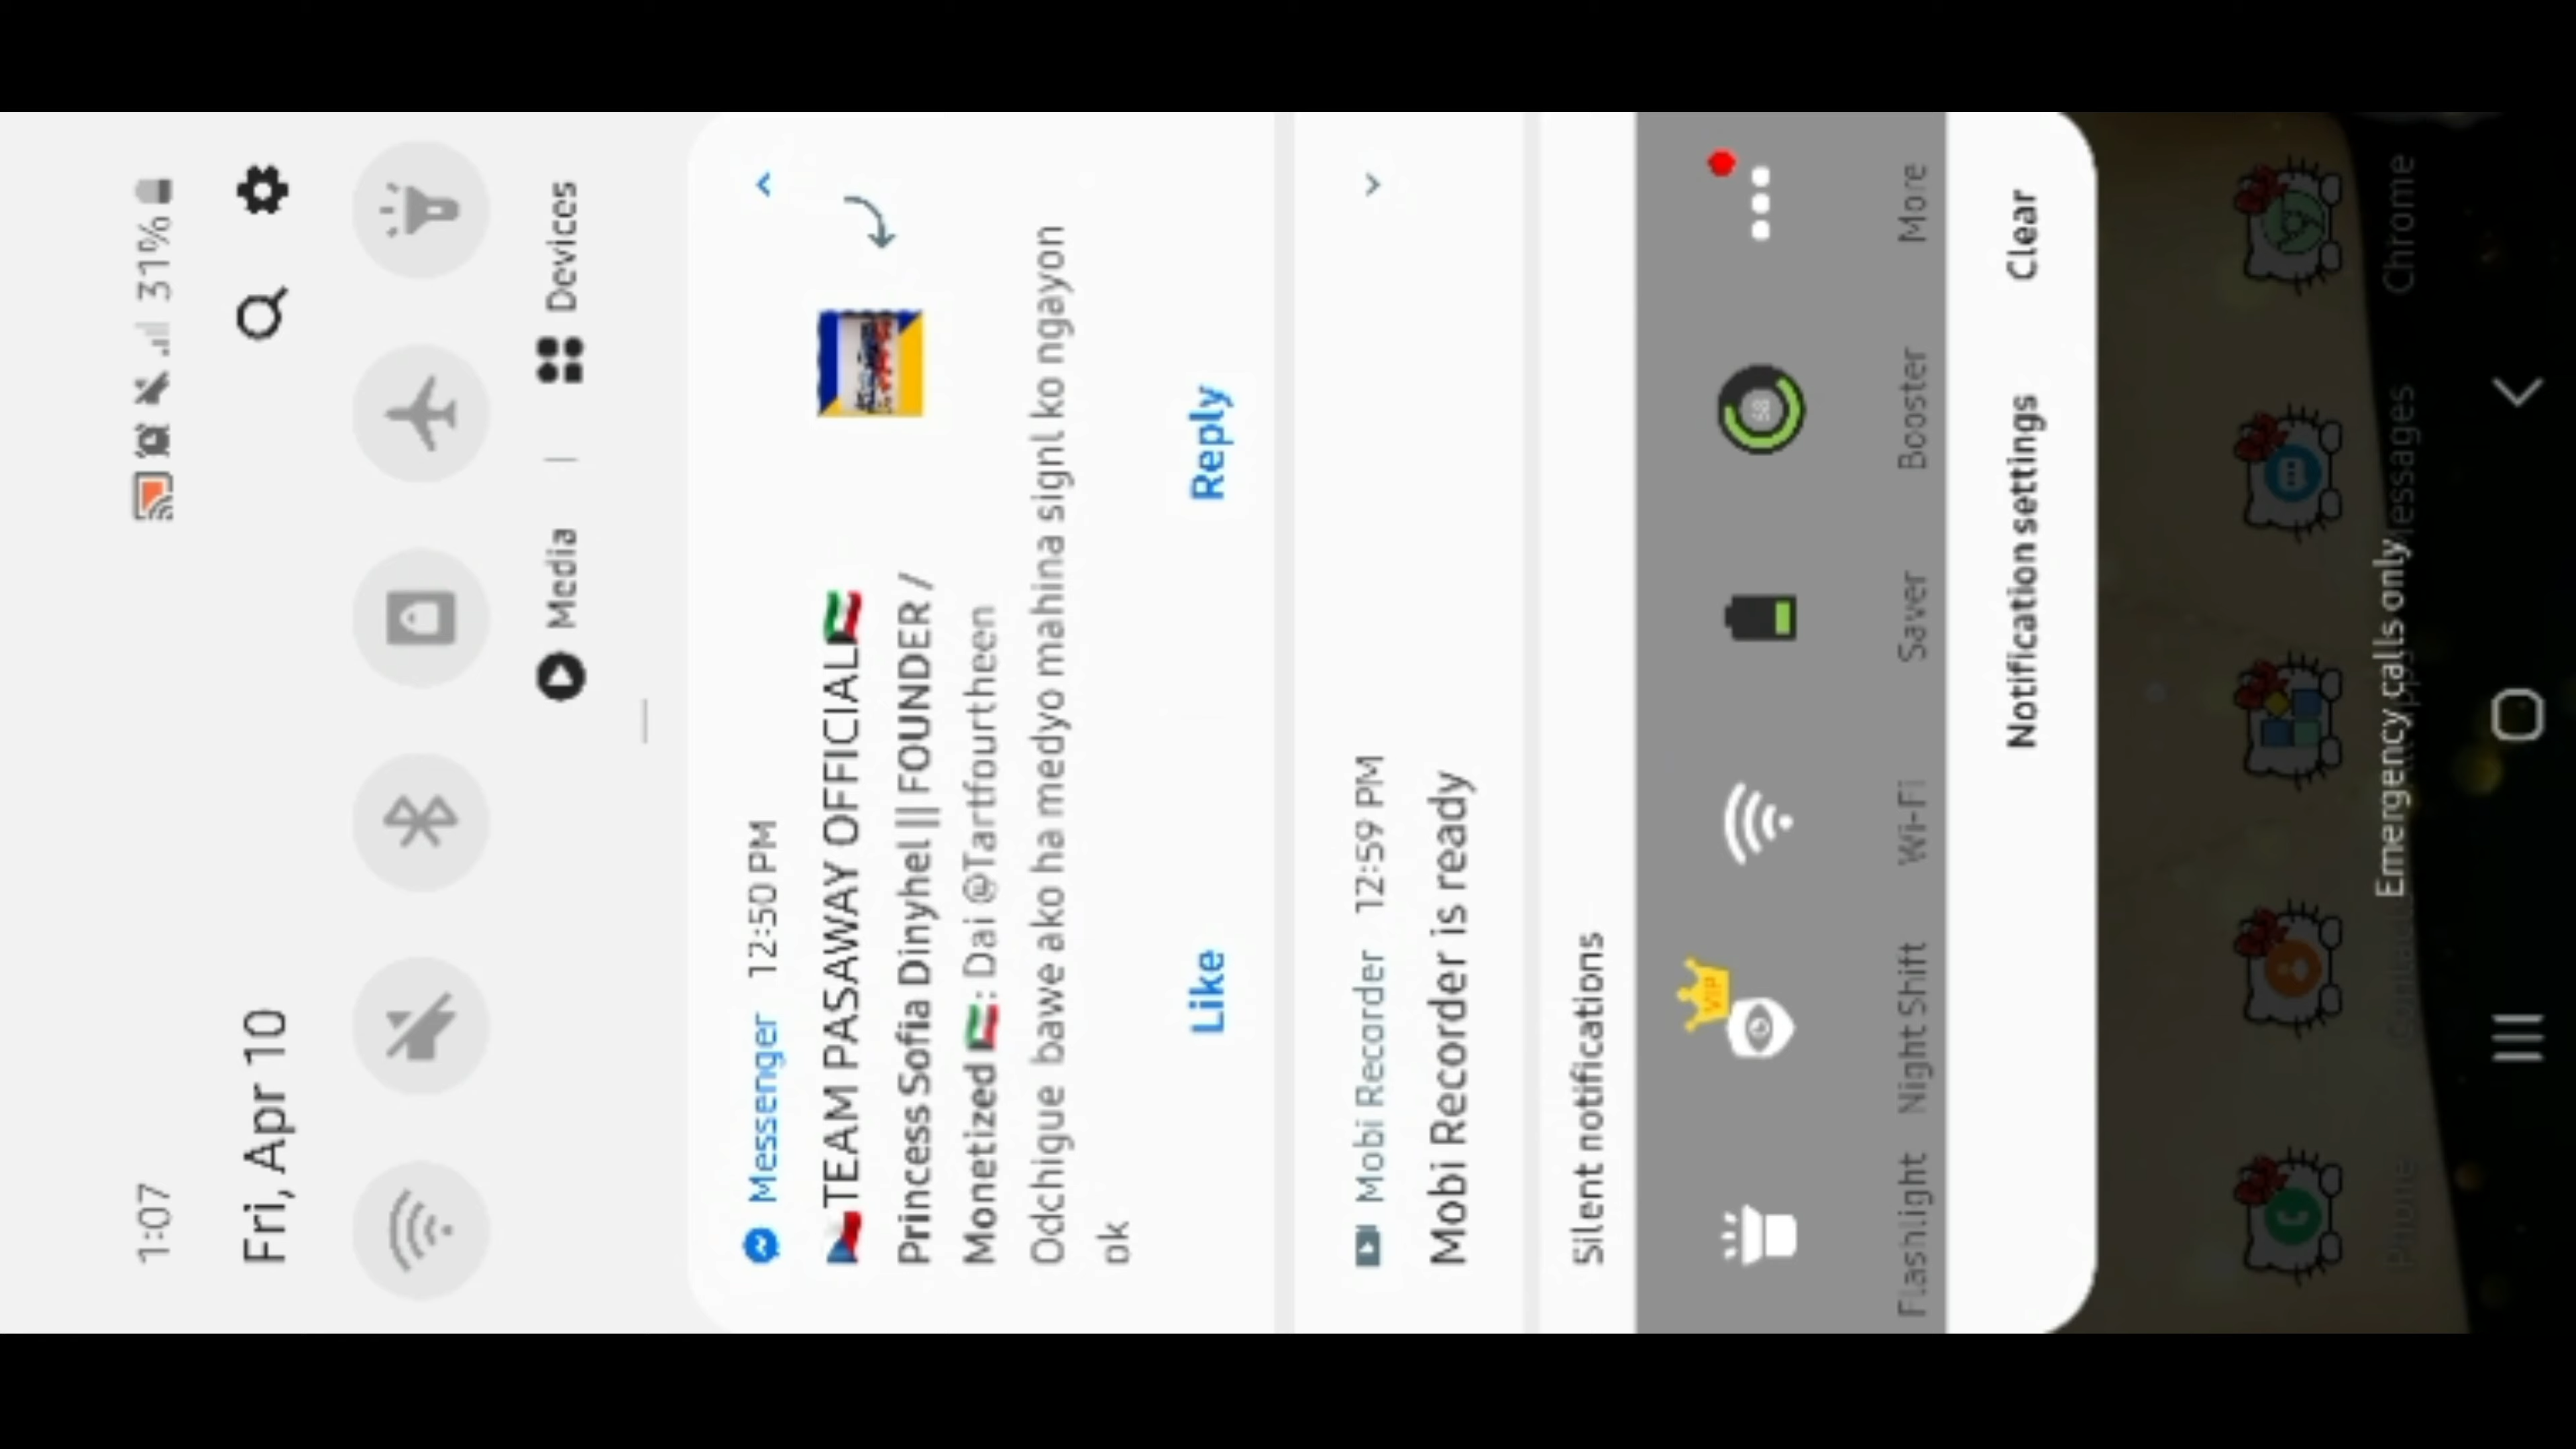 1:07 31%
Fri, Apr 10
Media | Devices
Messenger 12:50 PM
TEAM PASAWAY OFFICIAL
Princess Sofia Dinyhel || FOUNDER /
Monetized : Dai @Tartfourtheen
Odchigue bawe ako ha medyo mahina signl ko ngayon
ok
Like Reply
Mobi Recorder 12:59 PM
Mobi Recorder is ready
Silent notifications
VIP
Flashlight Night Shift Wi-Fi Saver Booster More
Notification settings Clear
Phone Messages Chrome
Emergency calls only